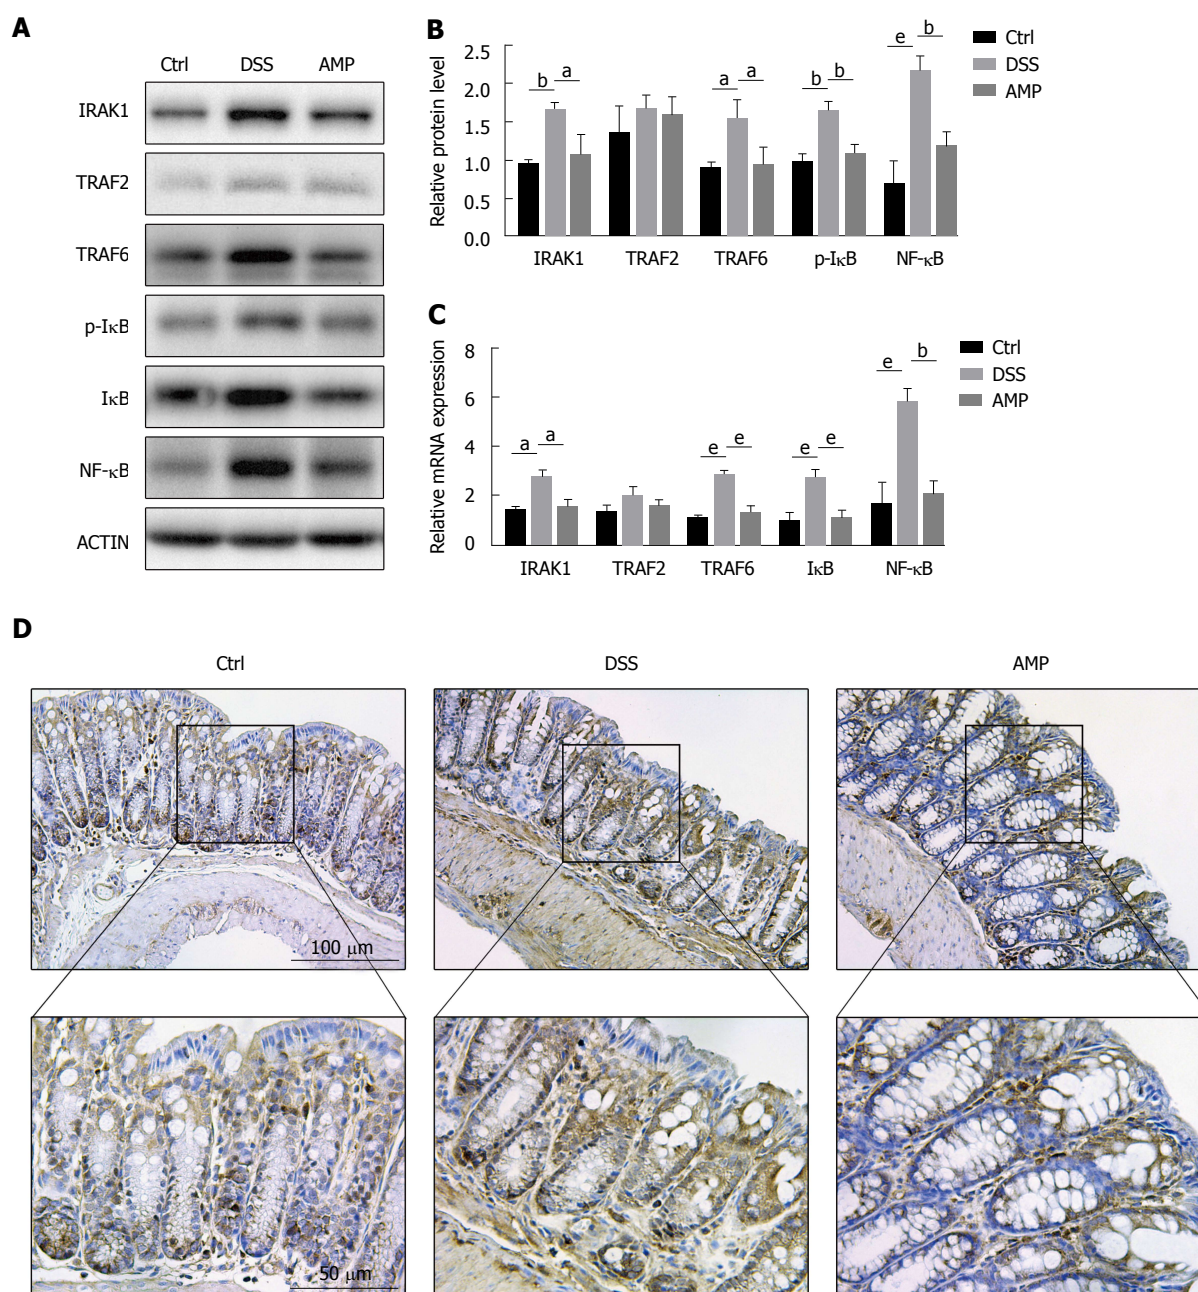 A
Ctrl DSS AMP
IRAK1
TRAF2
TRAF6
p-IκB
IκB
NF-κB
ACTIN
B
Relative protein level
2.5
2.0
1.5
1.0
0.5
0.0
b a
a a
b b
e b
IRAK1 TRAF2 TRAF6 p-IκB NF-κB
Ctrl
DSS
AMP
C
Relative mRNA expression
8
6
4
2
0
a a
e e
e e
e b
IRAK1 TRAF2 TRAF6 IκB NF-κB
Ctrl
DSS
AMP
D
Ctrl DSS AMP
100 μm
50 μm